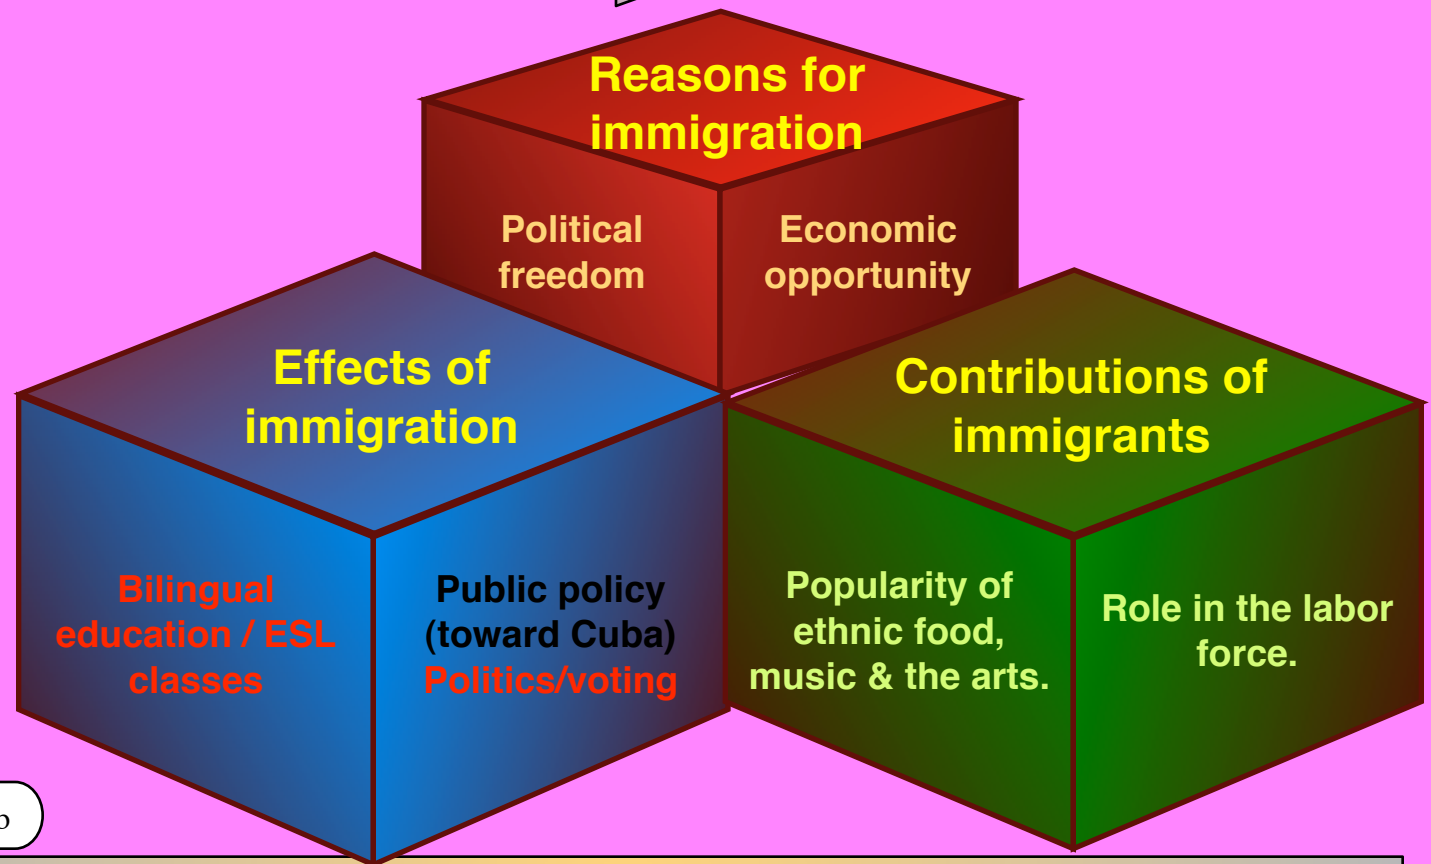 Reasons for
immigration
Political
freedom
Economic
opportunity
Effects of
immigration
Contributions of
immigrants
Bilingual
education / ESL
classes
Public policy
(toward Cuba)
Politics/voting
Popularity of
ethnic food,
music & the arts.
Role in the labor
force.